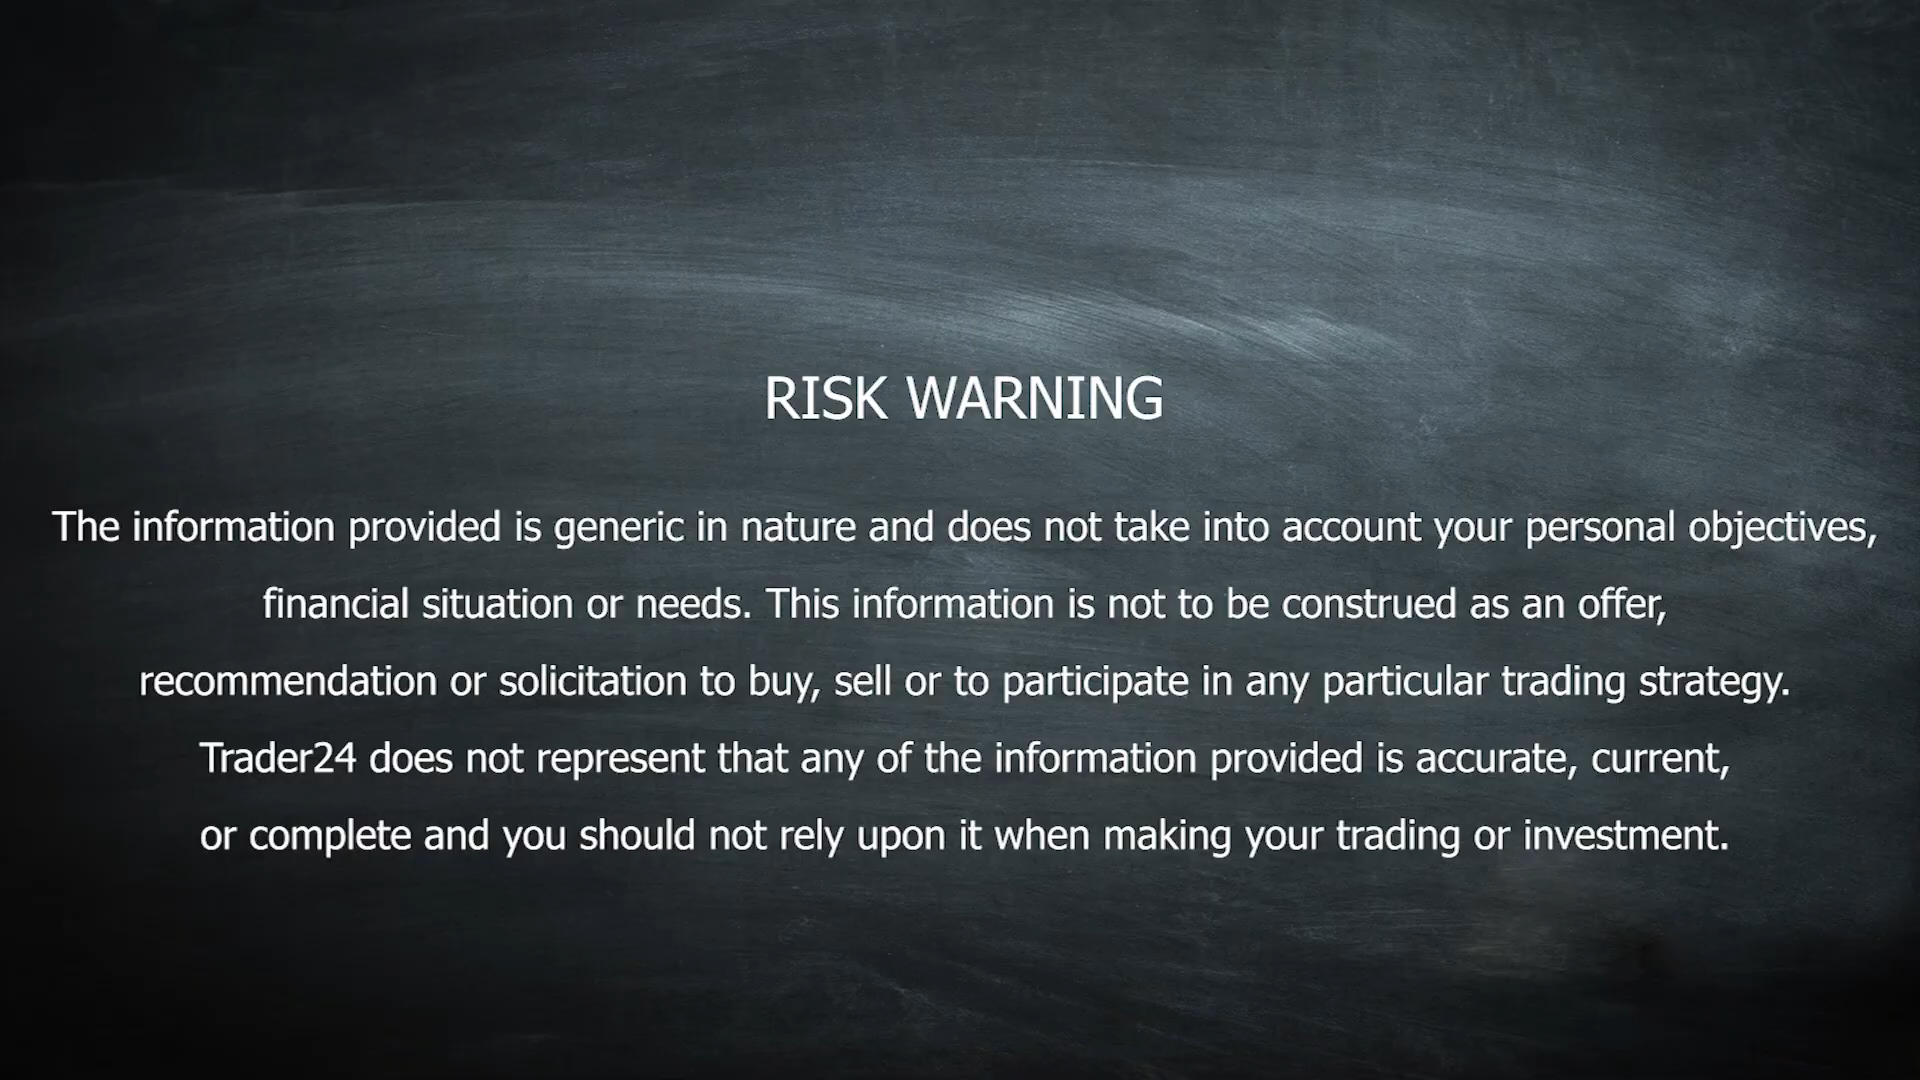 RISK WARNING
The information provided is generic in nature and does not take into account your personal objectives,
financial situation or needs. This information is not to be construed as an offer,
recommendation or solicitation to buy, sell or to participate in any particular trading strategy.
Trader24 does not represent that any of the information provided is accurate, current,
or complete and you should not rely upon it when making your trading or investment.